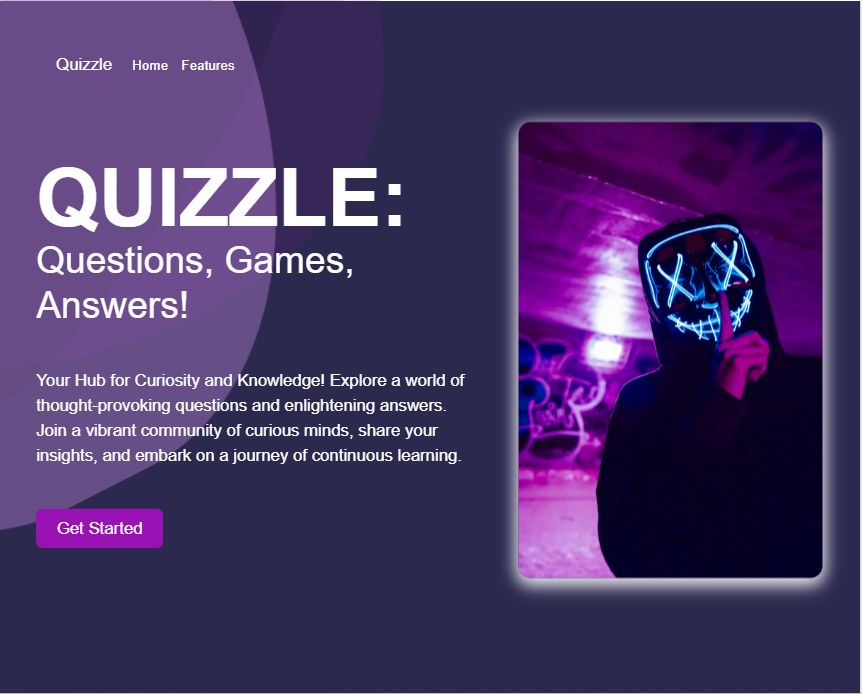 Quizzle Home Features
QUIZZLE:
Questions, Games,
Answers!
Your Hub for Curiosity and Knowledge! Explore a world of
thought-provoking questions and enlightening answers.
Join a vibrant community of curious minds, share your
insights, and embark on a journey of continuous learning.
Get Started